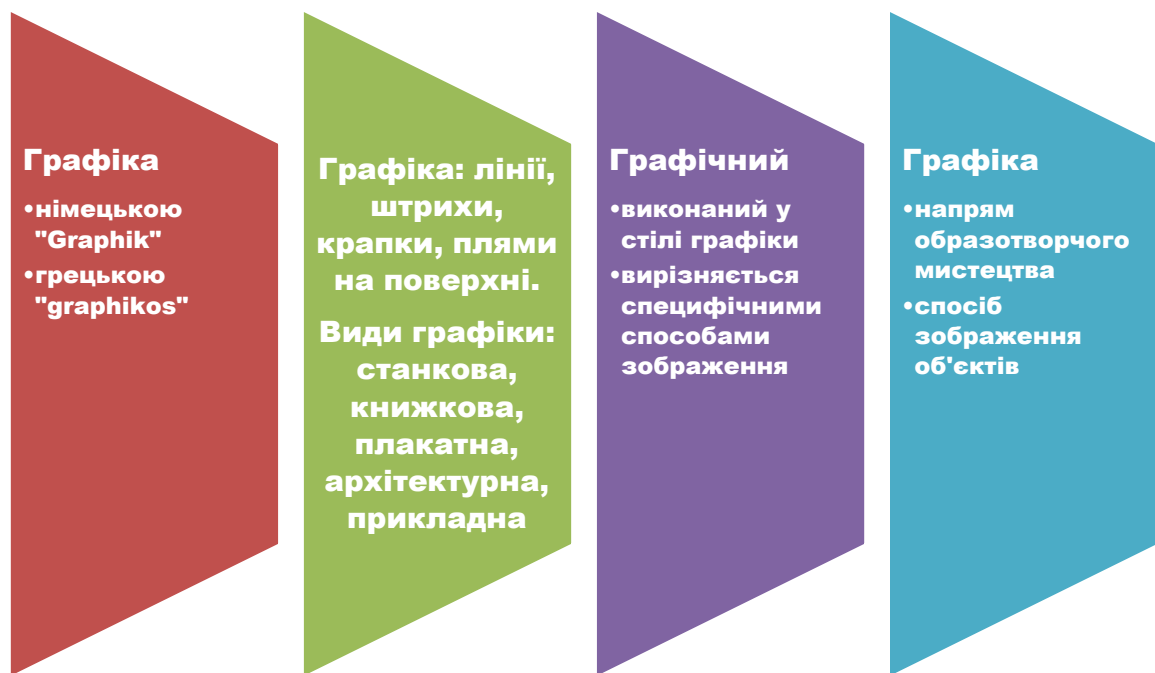 Графіка
•німецькою
"Graphik"
•грецькою
"graphikos"
Графіка: лінії,
штрихи,
крапки, плями
на поверхні.
Види графіки:
станкова,
книжкова,
плакатна,
архітектурна,
прикладна
Графічний
•виконаний у
стілі графіки
•вирізняється
специфічними
способами
зображення
Графіка
•напрям
образотворчого
мистецтва
•спосіб
зображення
об'єктів